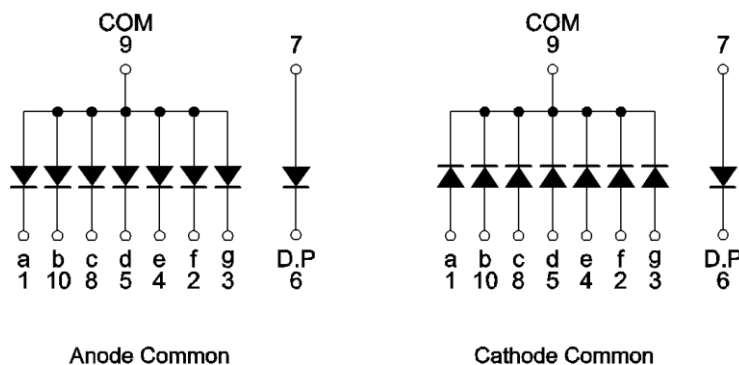 COM COM
9 7 9 7
a b c d e f g D.P a b c d e f g D.P
1 10 8 5 4 2 3 6 1 10 8 5 4 2 3 6
Anode Common Cathode Common